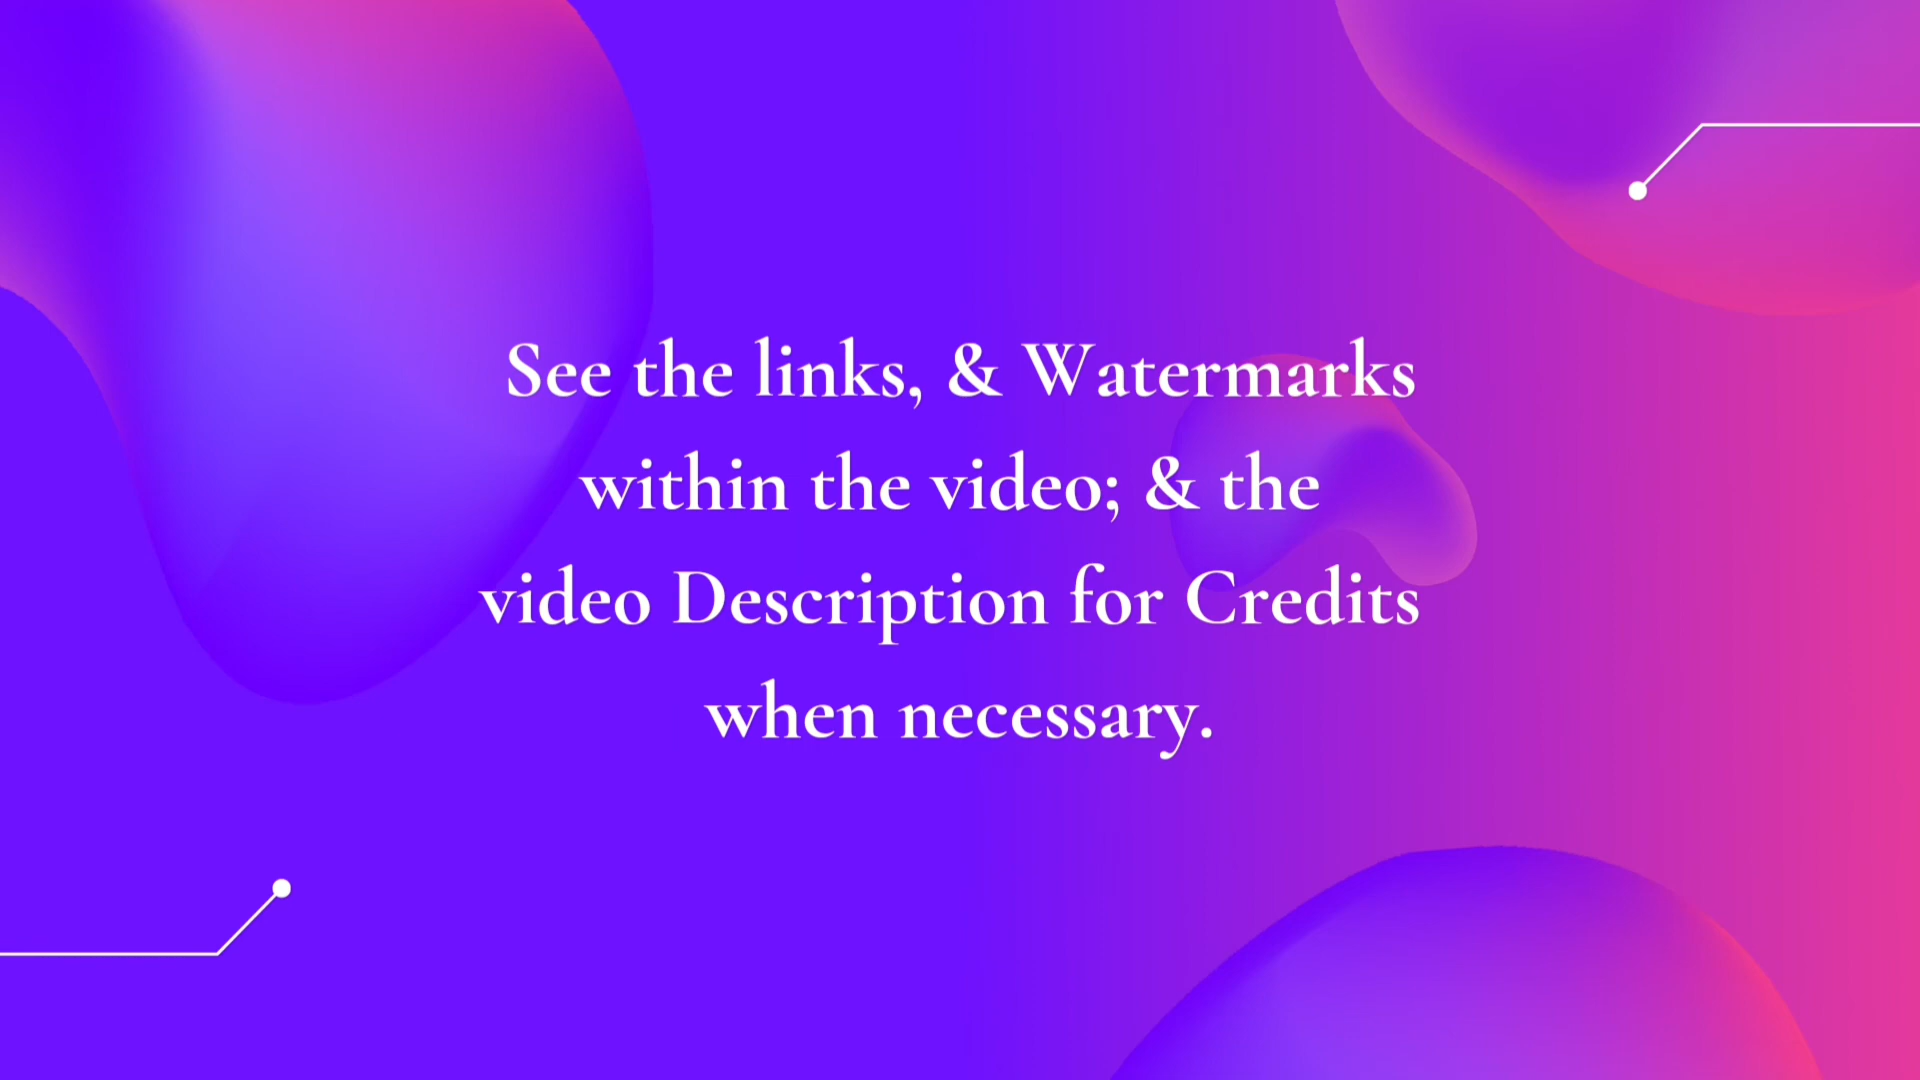 See the links, & Watermarks
within the video; & the
video Description for Credits
when necessary.